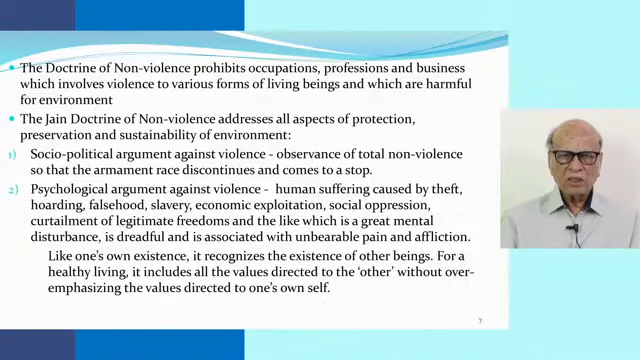 • The Doctrine of Non-violence prohibits occupations, professions and business
which involves violence to various forms of living beings and which are harmful
for environment
• The Jain Doctrine of Non-violence addresses all aspects of protection,
preservation and sustainability of environment:
1) Socio-political argument against violence - observance of total non-violence
so that the armament race discontinues and comes to a stop.
2) Psychological argument against violence - human suffering caused by theft,
hoarding, falsehood, slavery, economic exploitation, social oppression,
curtailment of legitimate freedoms and the like which is a great mental
disturbance, is dreadful and is associated with unbearable pain and affliction.
Like one's own existence, it recognizes the existence of other beings. For a
healthy living, it includes all the values directed to the 'other' without over-
emphasizing the values directed to one's own self.
7